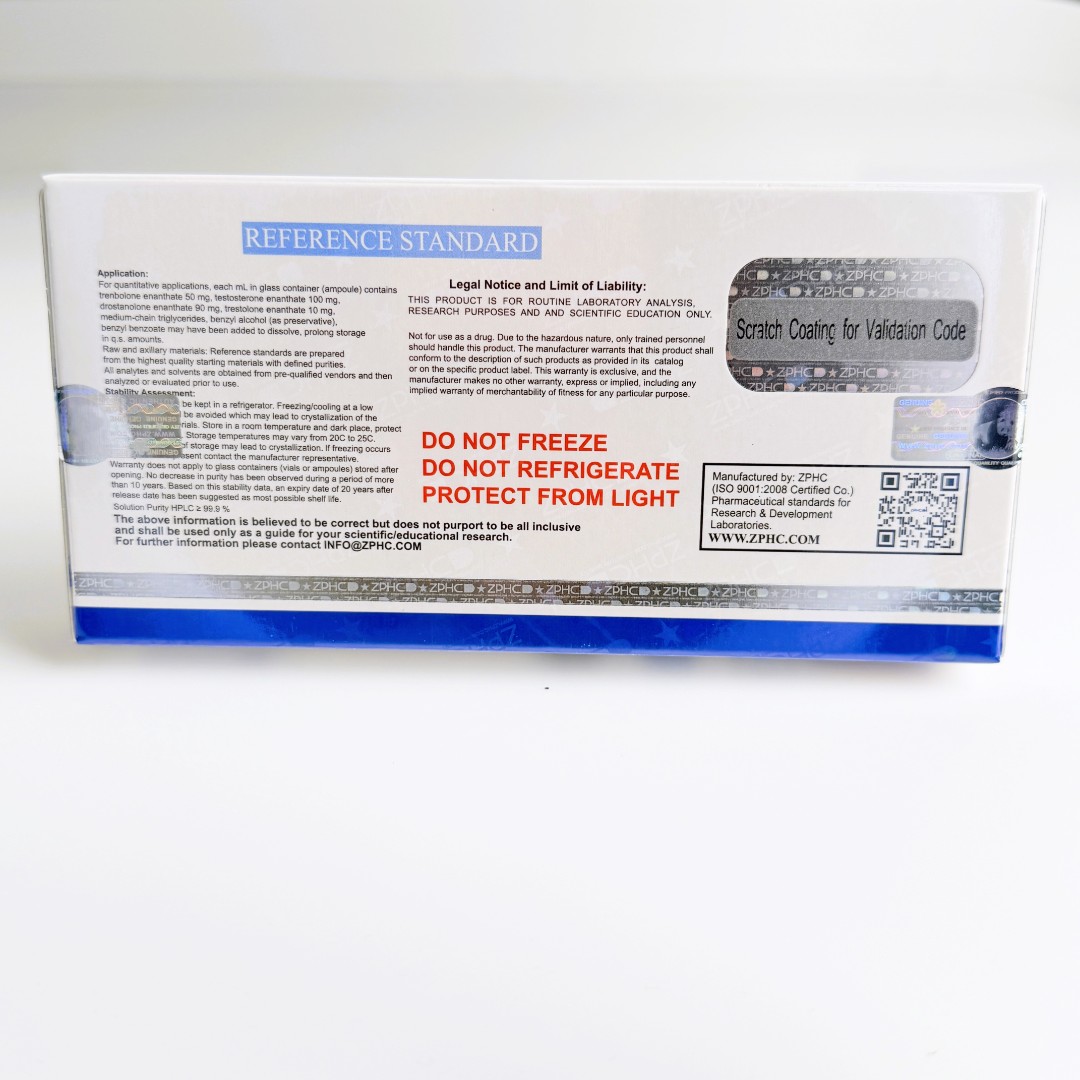 REFERENCE STANDARD
Application:
For quantitative applications, each mL in glass container (ampoule) contains
trenbolone enanthate 50 mg, testosterone enanthate 100 mg,
drostanolone enanthate 90 mg, trestolone enanthate 10 mg,
medium-chain triglycerides, benzyl alcohol (as preservative),
benzyl benzoate may have been added to dissolve, prolong storage
in q.s. amounts.
Raw and axillary materials: Reference standards are prepared
from the highest quality starting materials with defined purities.
All analytes and solvents are obtained from pre-qualified vendors and then
analyzed or evaluated prior to use.
Stability Assessment:
be kept in a refrigerator. Freezing/cooling at a low
be avoided which may lead to crystallization of the
Store in a room temperature and dark place, protect
Storage temperatures may vary from 20C to 25C.
of storage may lead to crystallization. If freezing occurs
contact the manufacturer representative.
Warranty does not apply to glass containers (vials or ampoules) stored after
opening. No decrease in purity has been observed during a period of more
than 10 years. Based on this stability data, an expiry date of 20 years after
release date has been suggested as most possible shelf life.
Solution Purity HPLC ≥ 99.9 %
The above information is believed to be correct but does not purport to be all inclusive
and shall be used only as a guide for your scientific/educational research.
For further information please contact INFO@ZPHC.COM
Legal Notice and Limit of Liability:
THIS PRODUCT IS FOR ROUTINE LABORATORY ANALYSIS,
RESEARCH PURPOSES AND AND SCIENTIFIC EDUCATION ONLY.
Not for use as a drug. Due to the hazardous nature, only trained personnel
should handle this product. The manufacturer warrants that this product shall
conform to the description of such products as provided in its catalog
or on the specific product label. This warranty is exclusive, and the
manufacturer makes no other warranty, express or implied, including any
implied warranty of merchantability of fitness for any particular purpose.
DO NOT FREEZE
DO NOT REFRIGERATE
PROTECT FROM LIGHT
Scratch Coating for Validation Code
Manufactured by: ZPHC
(ISO 9001:2008 Certified Co.)
Pharmaceutical standards for
Research & Development
Laboratories.
WWW.ZPHC.COM
ZPHC ★ ZPHC ★ ZPHC ★ ZPHC ★ ZPHC ★ ZPHC ★ ZPHC ★ ZPHC ★ ZPHC ★ ZPHC